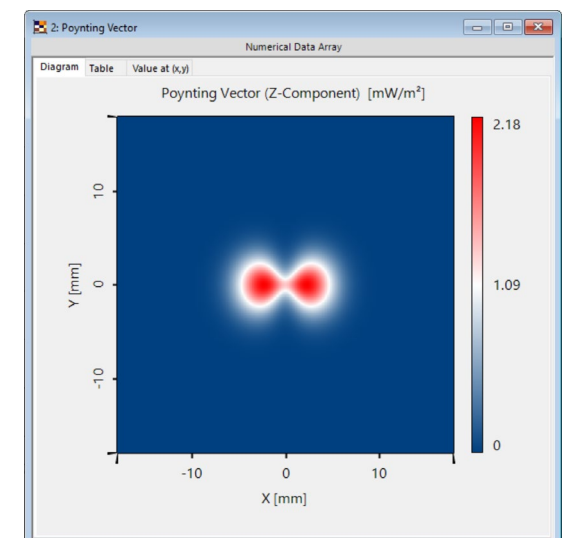 2: Poynting Vector
Numerical Data Array
Diagram Table Value at (x,y)
Poynting Vector (Z-Component) [mW/m²]
2.18
1.09
0
10
0
-10
Y [mm]
-10 0 10
X [mm]